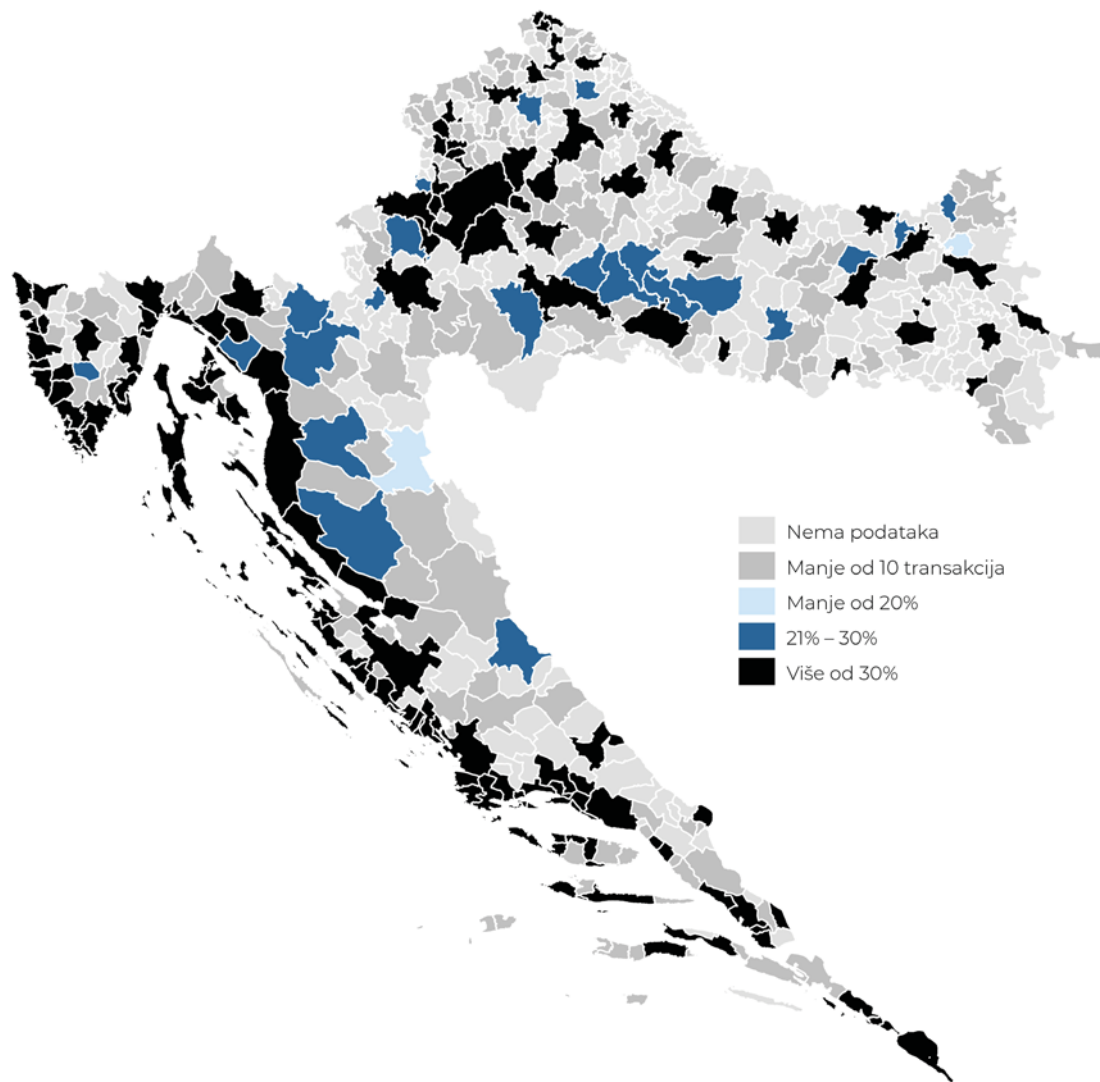 Nema podataka
Manje od 10 transakcija
Manje od 20%
21% – 30%
Više od 30%